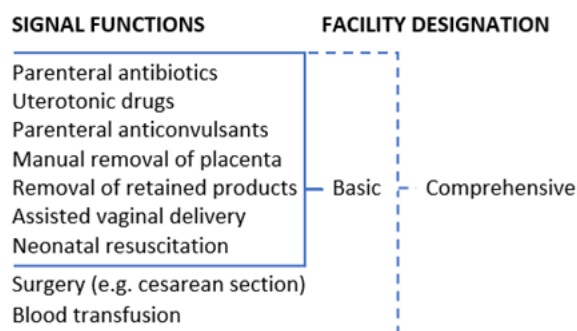 SIGNAL FUNCTIONS FACILITY DESIGNATION
Parenteral antibiotics
Uterotonic drugs
Parenteral anticonvulsants
Manual removal of placenta
Removal of retained products Basic Comprehensive
Assisted vaginal delivery
Neonatal resuscitation
Surgery (e.g. cesarean section)
Blood transfusion